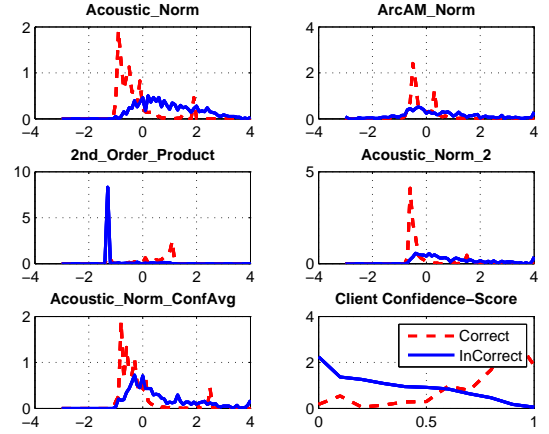 Acoustic_Norm
2
1
0
−4 −2 0 2 4
ArcAM_Norm
4
2
0
−4 −2 0 2 4
2nd_Order_Product
10
5
0
−4 −2 0 2 4
Acoustic_Norm_2
5
0
−4 −2 0 2 4
Acoustic_Norm_ConfAvg
2
1
0
−4 −2 0 2 4
Client Confidence−Score
4
2
0
0 0.5 1
Correct
InCorrect